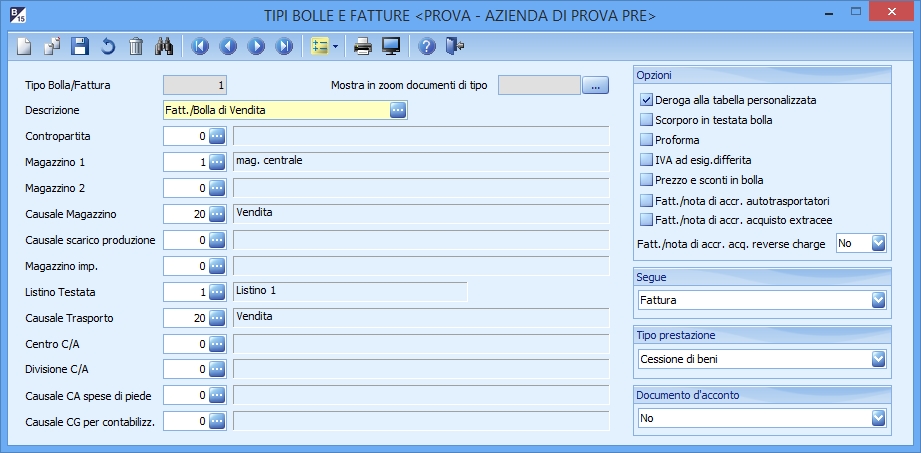 B 15 TIPI BOLLE E FATTURE <PROVA - AZIENDA DI PROVA PRE>
Tipo Bolla/Fattura 1 Mostra in zoom documenti di tipo ...
Descrizione Fatt./Bolla di Vendita ...
Contropartita 0 ...
Magazzino 1 1 ... mag. centrale
Magazzino 2 0 ...
Causale Magazzino 20 ... Vendita
Causale scarico produzione 0 ...
Magazzino imp. 0 ...
Listino Testata 1 ... Listino 1
Causale Trasporto 20 ... Vendita
Centro C/A 0 ...
Divisione C/A 0 ...
Causale CA spese di piede 0 ...
Causale CG per contabilizz. 0 ...
Opzioni
Deroga alla tabella personalizzata
Scorporo in testata bolla
Proforma
IVA ad esig.differita
Prezzo e sconti in bolla
Fatt./nota di accr. autotrasportatori
Fatt./nota di accr. acquisto extracee
Fatt./nota di accr. acq. reverse charge No
Segue
Fattura
Tipo prestazione
Cessione di beni
Documento d'acconto
No